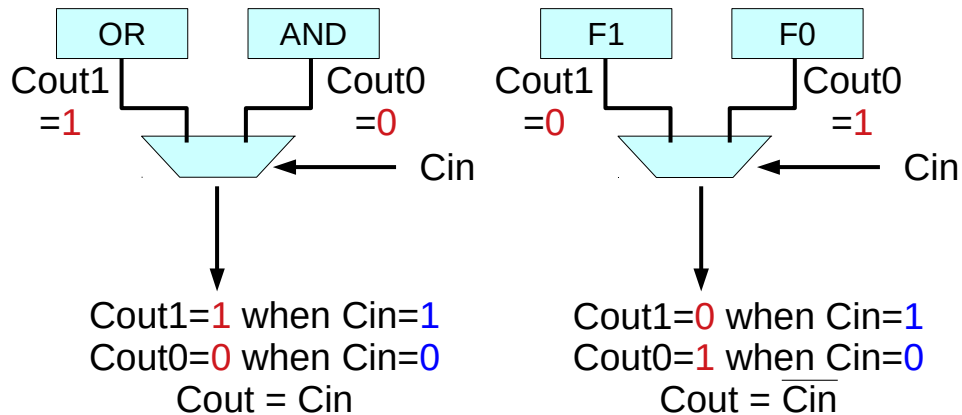 OR AND
Cout1 Cout0
=1 =0
Cin
Cout1=1 when Cin=1
Cout0=0 when Cin=0
Cout = Cin
F1 F0
Cout1 Cout0
=0 =1
Cin
Cout1=0 when Cin=1
Cout0=1 when Cin=0
Cout = C̅i̅n̅